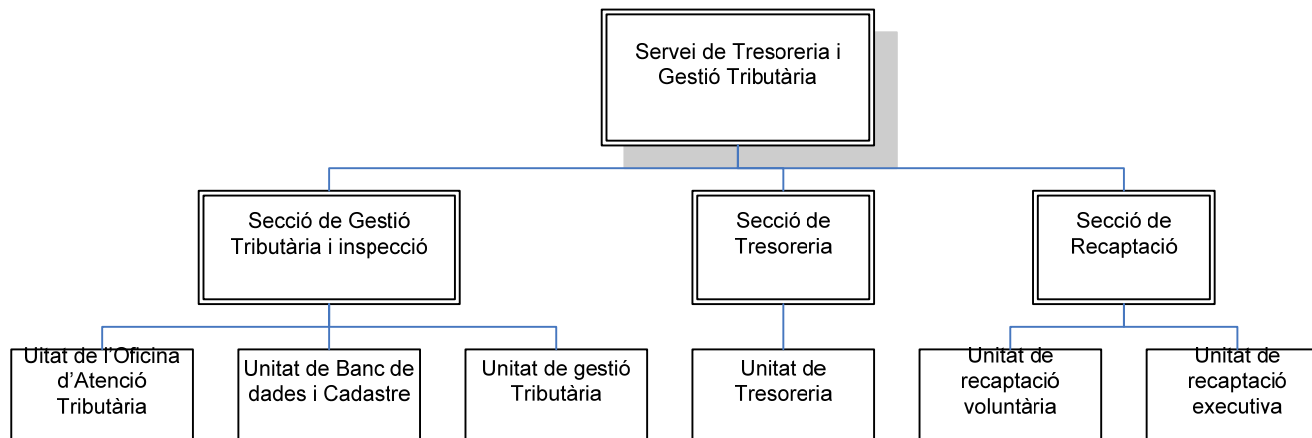 Servei de Tresoreria i
Gestió Tributària
Secció de Gestió
Tributària i inspecció
Secció de
Tresoreria
Secció de
Recaptació
Uitat de l’Oficina
d’Atenció
Tributària
Unitat de Banc de
dades i Cadastre
Unitat de gestió
Tributària
Unitat de
Tresoreria
Unitat de
recaptació
voluntària
Unitat de
recaptació
executiva